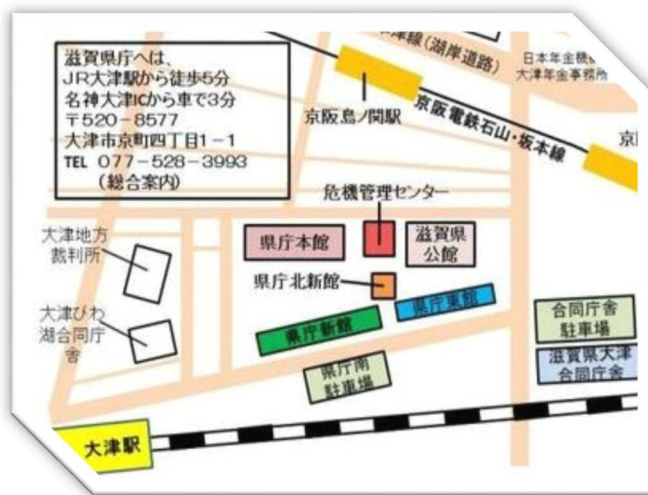 滋賀県庁へは、
JR大津駅から徒歩5分
名神大津ICから車で3分
〒520-8577
大津市京町四丁目1-1
TEL 077-528-3993
(総合案内)
津線(湖岸道路)
日本年金機
大津年金事務所
京阪島ノ関駅
京阪電鉄石山・坂本線
京
危機管理センター
大津地方
裁判所
県庁本館
滋賀県
公館
県庁北新館
大津びわ
湖合同庁
舎
県庁東館
県庁新館
合同庁舎
駐車場
県庁南
駐車場
滋賀県大津
合同庁舎
大津駅